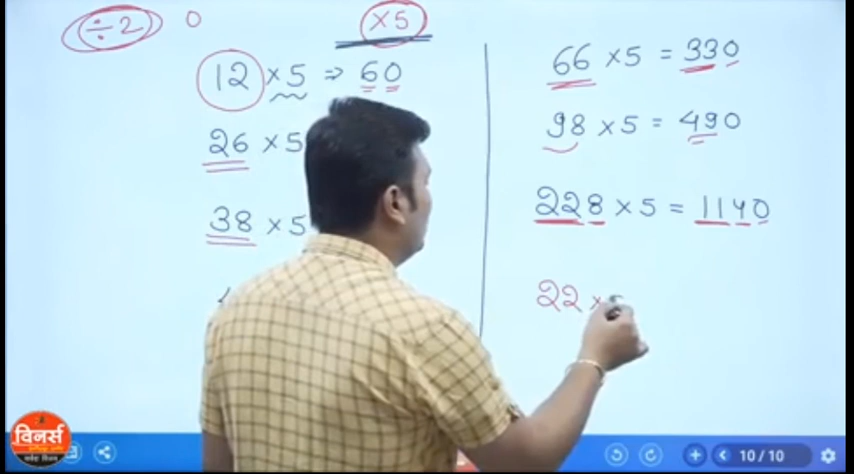 ÷2 0
×5
12 ×5 ⇒ 60
26 ×5
38 ×5
66 ×5 = 330
98 ×5 = 490
228 ×5 = 1140
22 ×
विनर्स
10/10